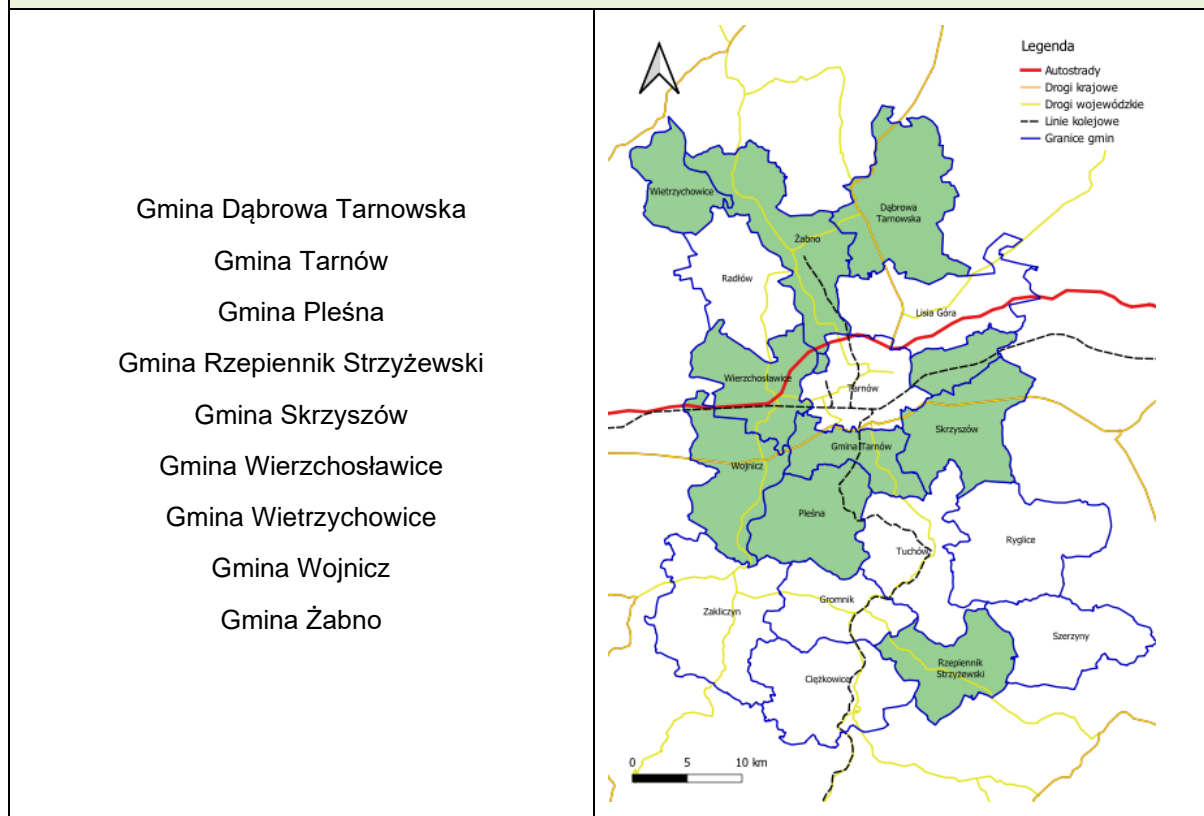 Gmina Dąbrowa Tarnowska
Gmina Tarnów
Gmina Pleśna
Gmina Rzepiennik Strzyżewski
Gmina Skrzyszów
Gmina Wierzchosławice
Gmina Wietrzychowice
Gmina Wojnicz
Gmina Żabno
Legenda
Autostrady
Drogi krajowe
Drogi wojewódzkie
Linie kolejowe
Granice gmin
Wietrzychowice
Dąbrowa
Tarnowska
Żabno
Radłów
Lisia Góra
Wierzchosławice
Tarnów
Skrzyszów
Gmina Tarnów
Wojnicz
Pleśna
Tuchów
Ryglice
Zakliczyn
Gromnik
Szerzyny
Rzepiennik
Strzyżewski
Ciężkowice
0 5 10 km